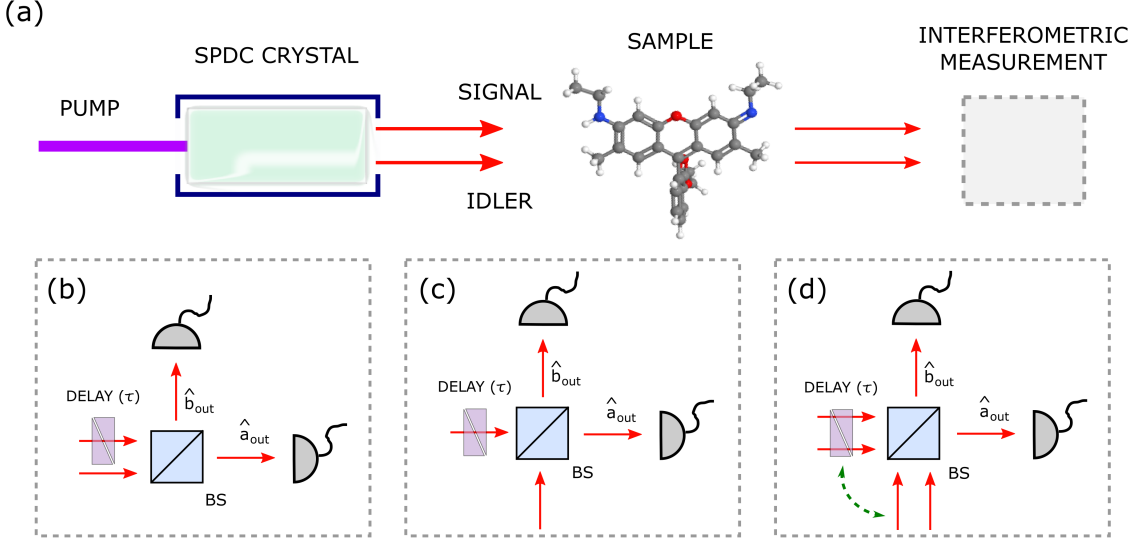 (a)
SPDC CRYSTAL
SAMPLE
INTERFEROMETRIC
MEASUREMENT
PUMP
SIGNAL
IDLER
(b)
DELAY (τ)
b̂out
âout
BS
(c)
DELAY (τ)
b̂out
âout
BS
(d)
DELAY (τ)
b̂out
âout
BS